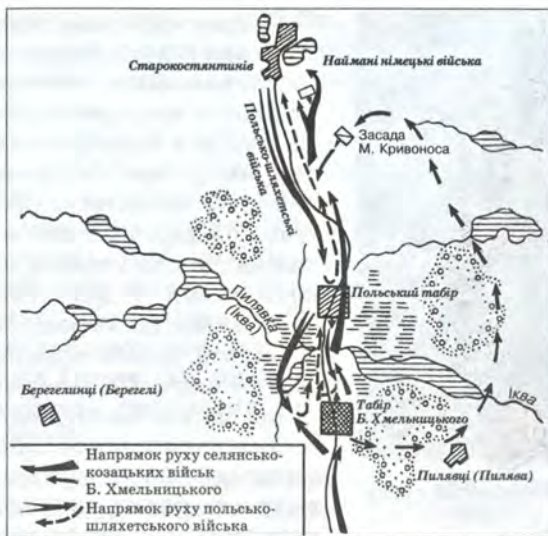 Старокостянтинів
Наймані німецькі війська
Польсько-шляхетські
війська
Засада
М. Кривоноса
Польський табір
Пилявка
(Іква)
Іква
Берегелинці (Берегелі)
Табір
Б. Хмельницького
Пилявці (Пилява)
Напрямок руху селянсько-
козацьких військ
Б. Хмельницького
Напрямок руху польсько-
шляхетського війська